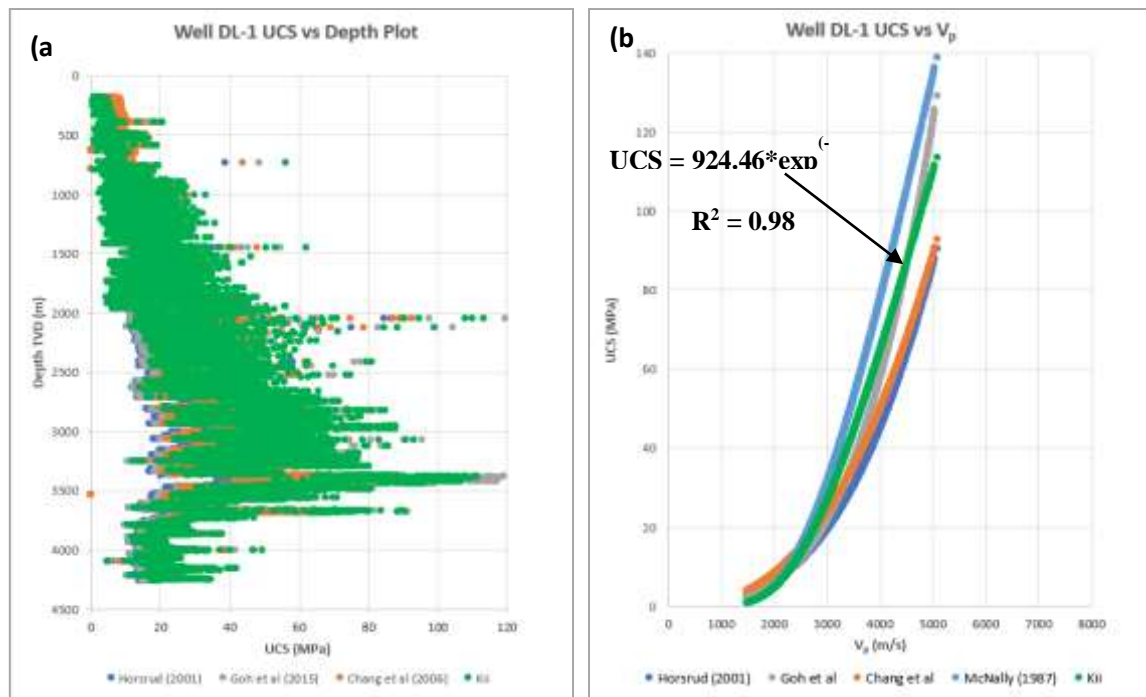 (a
Well DL-1 UCS vs Depth Plot
0
500
1000
1500
2000
2500
3000
3500
4000
4500
Depth TVD (m)
0 20 40 60 80 100 120
UCS (MPa)
Horsrud (2001) Goh et al (2015) Chang et al (2006) Kii
(b
Well DL-1 UCS vs Vp
140
120
100
80
60
40
20
0
UCS (MPa)
UCS = 924.46*exp(-
R2 = 0.98
0 1000 2000 3000 4000 5000 6000 7000 8000
Vp (m/s)
Horsrud (2001) Goh et al Chang et al McNally (1987) Kii